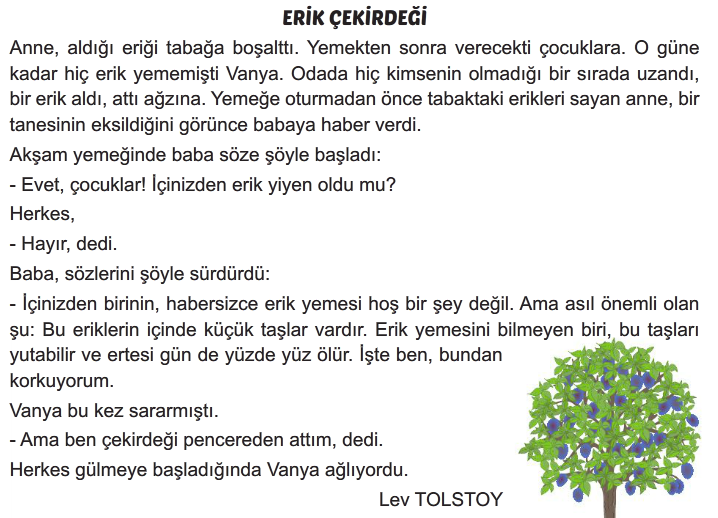 ERİK ÇEKİRDEĞİ
Anne, aldığı eriği tabağa boşalttı. Yemekten sonra verecekti çocuklara. O güne
kadar hiç erik yememişti Vanya. Odada hiç kimsenin olmadığı bir sırada uzandı,
bir erik aldı, attı ağzına. Yemeğe oturmadan önce tabaktaki erikleri sayan anne, bir
tanesinin eksildiğini görünce babaya haber verdi.
Akşam yemeğinde baba söze şöyle başladı:
- Evet, çocuklar! İçinizden erik yiyen oldu mu?
Herkes,
- Hayır, dedi.
Baba, sözlerini şöyle sürdürdü:
- İçinizden birinin, habersizce erik yemesi hoş bir şey değil. Ama asıl önemli olan
şu: Bu eriklerin içinde küçük taşlar vardır. Erik yemesini bilmeyen biri, bu taşları
yutabilir ve ertesi gün de yüzde yüz ölür. İşte ben, bundan
korkuyorum.
Vanya bu kez sararmıştı.
- Ama ben çekirdeği pencereden attım, dedi.
Herkes gülmeye başladığında Vanya ağlıyordu.
Lev TOLSTOY